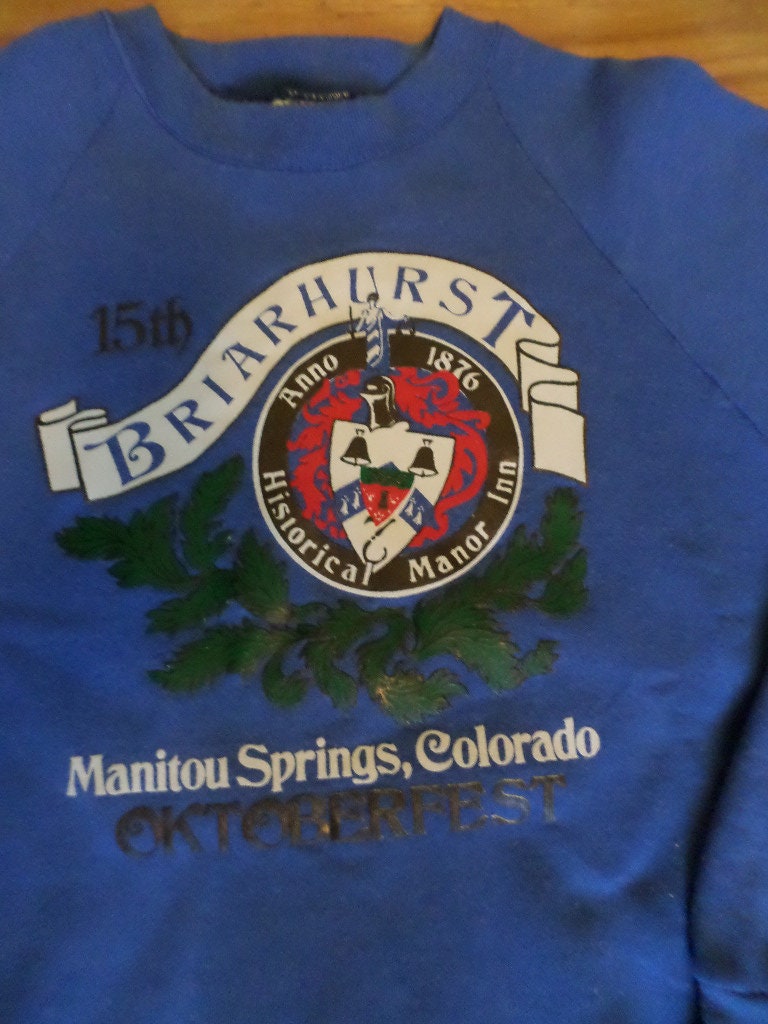 15th
BRIARHURST
Anno 1876
Historical Manor Inn
Manitou Springs, Colorado
OKTOBERFEST